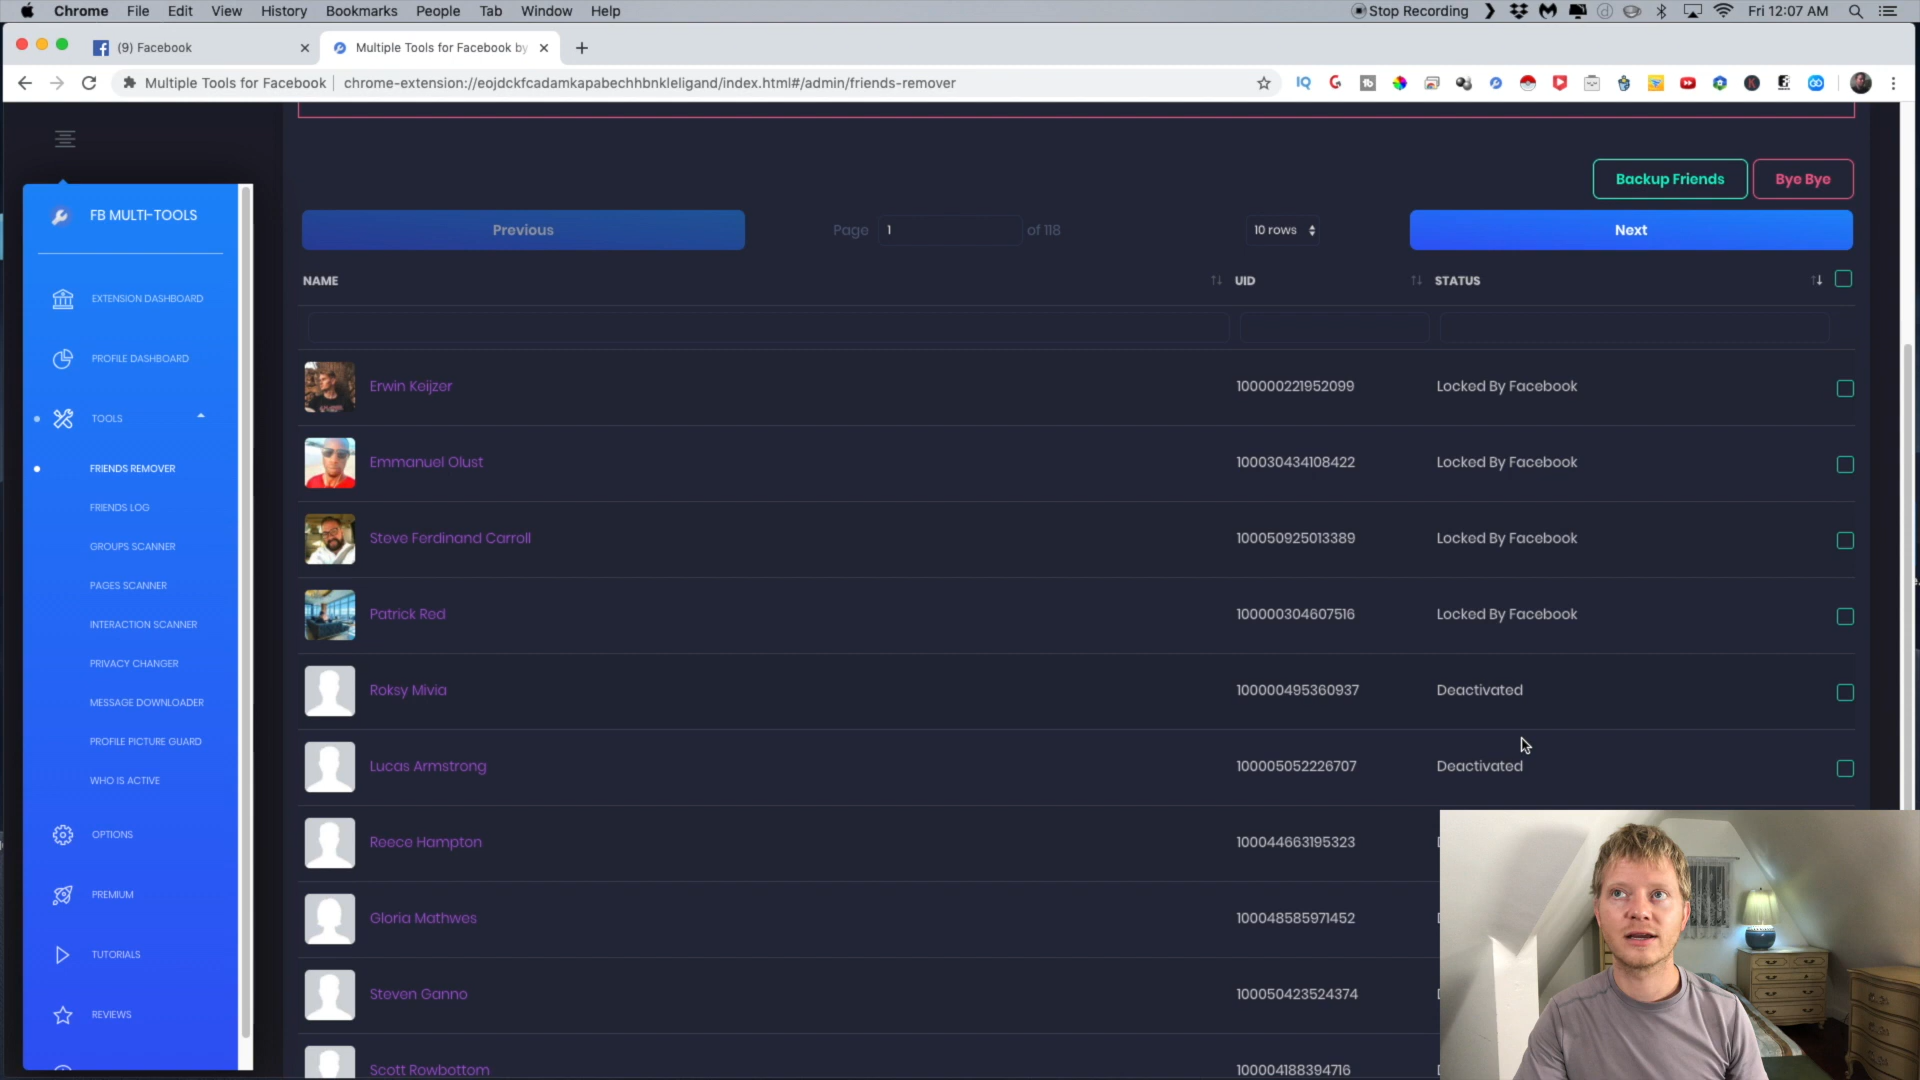 Chrome File Edit View History Bookmarks People Tab Window Help Stop Recording Fri 12:07 AM
(9) Facebook Multiple Tools for Facebook by
Multiple Tools for Facebook chrome-extension://eojdckfcadamkapabechhbnkleligand/index.html#/admin/friends-remover
Backup Friends Bye Bye
FB MULTI-TOOLS
Previous Page 1 of 118 10 rows Next
NAME UID STATUS
EXTENSION DASHBOARD
PROFILE DASHBOARD
TOOLS
FRIENDS REMOVER
FRIENDS LOG
GROUPS SCANNER
PAGES SCANNER
INTERACTION SCANNER
PRIVACY CHANGER
MESSAGE DOWNLOADER
PROFILE PICTURE GUARD
WHO IS ACTIVE
OPTIONS
PREMIUM
TUTORIALS
REVIEWS
Erwin Keijzer 100000221952099 Locked By Facebook
Emmanuel Olust 100030434108422 Locked By Facebook
Steve Ferdinand Carroll 100050925013389 Locked By Facebook
Patrick Red 100000304607516 Locked By Facebook
Roksy Mivia 100000495360937 Deactivated
Lucas Armstrong 100005052226707 Deactivated
Reece Hampton 100044663195323
Gloria Mathwes 100048585971452
Steven Ganno 100050423524374
Scott Rowbottom 100004188394716